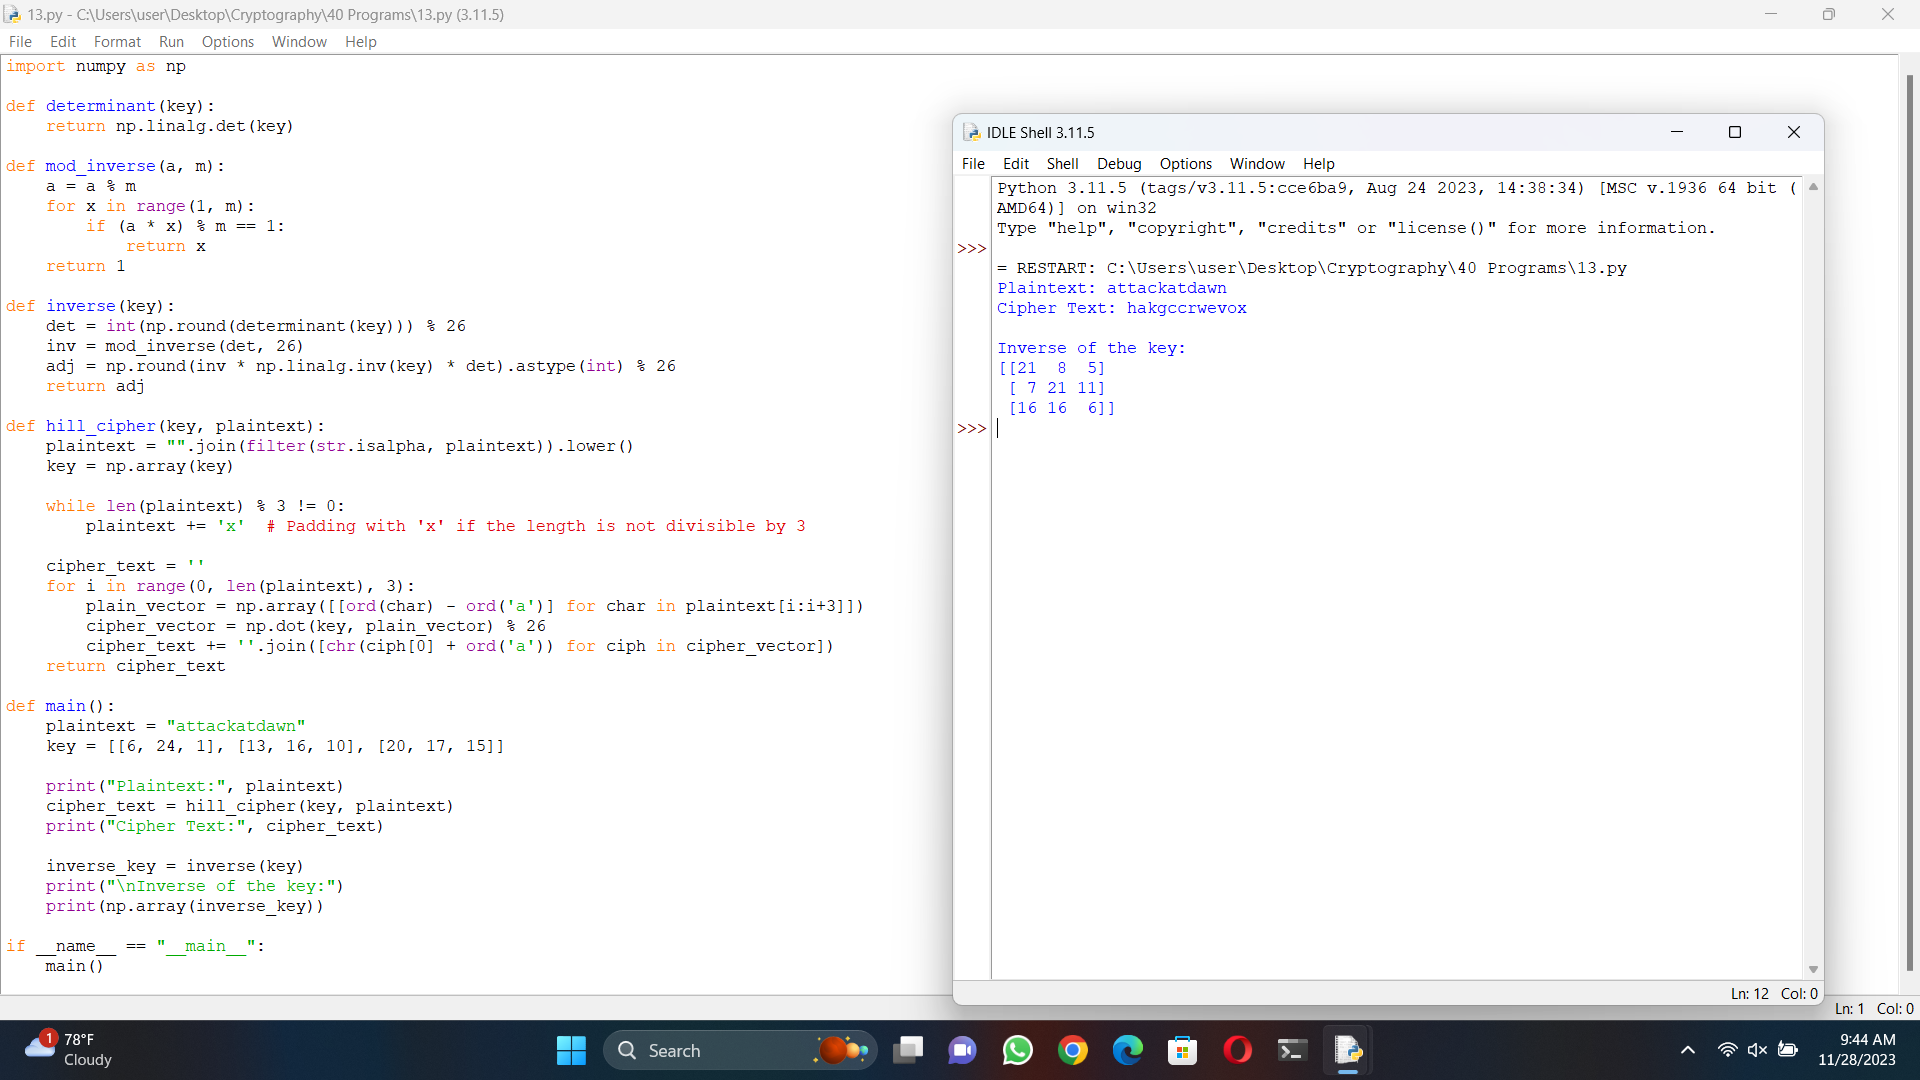 13.py - C:\Users\user\Desktop\Cryptography\40 Programs\13.py (3.11.5)
File Edit Format Run Options Window Help
import numpy as np
def determinant(key):
    return np.linalg.det(key)
def mod_inverse(a, m):
    a = a % m
    for x in range(1, m):
        if (a * x) % m == 1:
            return x
    return 1
def inverse(key):
    det = int(np.round(determinant(key))) % 26
    inv = mod_inverse(det, 26)
    adj = np.round(inv * np.linalg.inv(key) * det).astype(int) % 26
    return adj
def hill_cipher(key, plaintext):
    plaintext = "".join(filter(str.isalpha, plaintext)).lower()
    key = np.array(key)
    while len(plaintext) % 3 != 0:
        plaintext += 'x'  # Padding with 'x' if the length is not divisible by 3
    cipher_text = ''
    for i in range(0, len(plaintext), 3):
        plain_vector = np.array([[ord(char) - ord('a')] for char in plaintext[i:i+3]])
        cipher_vector = np.dot(key, plain_vector) % 26
        cipher_text += ''.join([chr(ciph[0] + ord('a')) for ciph in cipher_vector])
    return cipher_text
def main():
    plaintext = "attackatdawn"
    key = [[6, 24, 1], [13, 16, 10], [20, 17, 15]]
    print("Plaintext:", plaintext)
    cipher_text = hill_cipher(key, plaintext)
    print("Cipher Text:", cipher_text)
    inverse_key = inverse(key)
    print("\nInverse of the key:")
    print(np.array(inverse_key))
if __name__ == "__main__":
    main()
IDLE Shell 3.11.5
File Edit Shell Debug Options Window Help
Python 3.11.5 (tags/v3.11.5:cce6ba9, Aug 24 2023, 14:38:34) [MSC v.1936 64 bit (
AMD64)] on win32
Type "help", "copyright", "credits" or "license()" for more information.
>>>
= RESTART: C:\Users\user\Desktop\Cryptography\40 Programs\13.py
Plaintext: attackatdawn
Cipher Text: hakgccrwevox
Inverse of the key:
[[21  8  5]
 [ 7 21 11]
 [16 16  6]]
>>>
Ln: 12 Col: 0
Ln: 1 Col: 0
1
78°F
Cloudy
Search
9:44 AM
11/28/2023